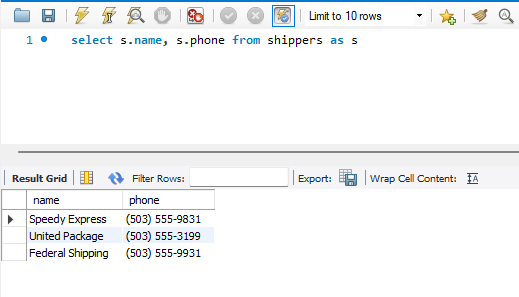 Limit to 10 rows
1 select s.name, s.phone from shippers as s
Result Grid Filter Rows: Export: Wrap Cell Content:
name phone
Speedy Express (503) 555-9831
United Package (503) 555-3199
Federal Shipping (503) 555-9931